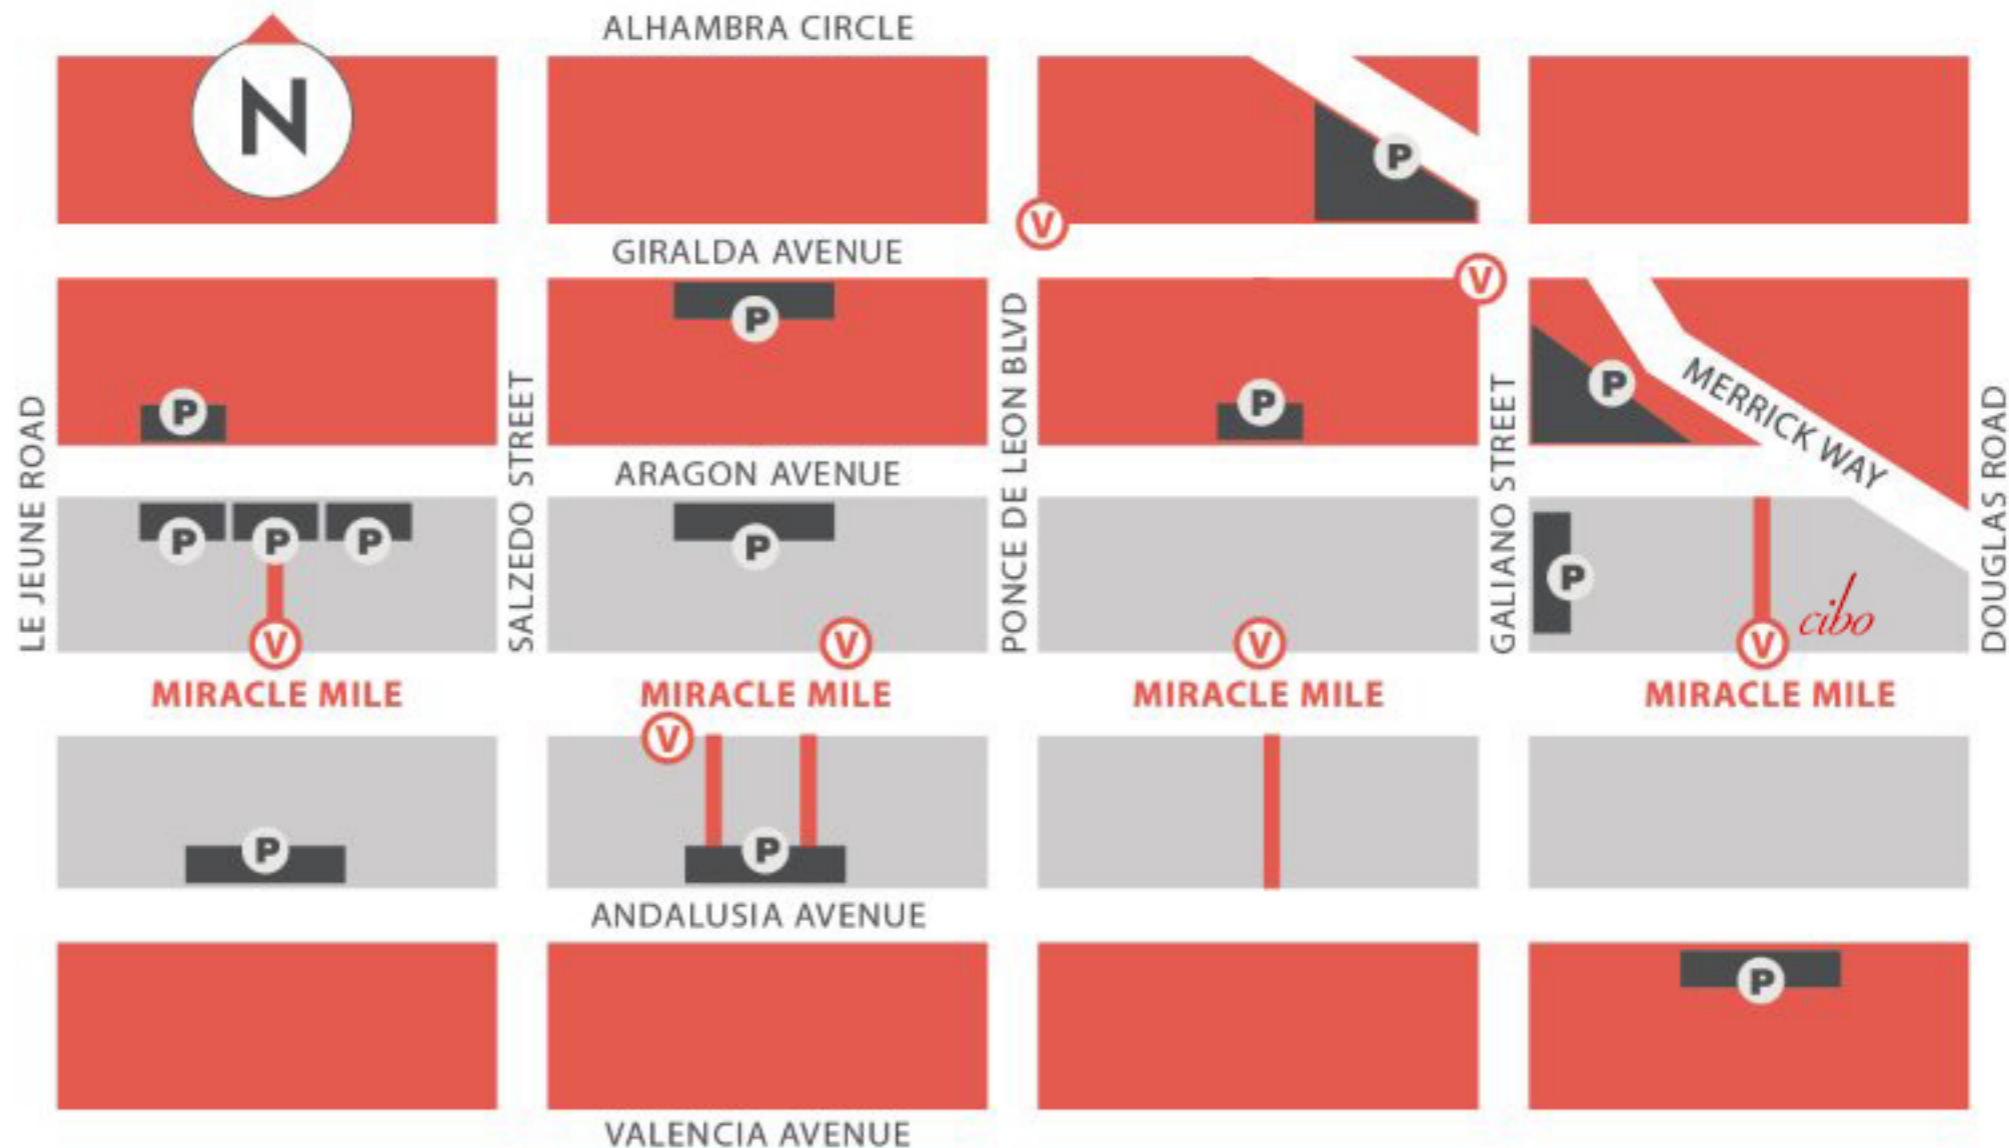 ALHAMBRA CIRCLE
N
P
V
GIRALDA AVENUE
V
P
P
P
P
MERRICK WAY
LE JEUNE ROAD
SALZEDO STREET
PONCE DE LEON BLVD
GALIANO STREET
DOUGLAS ROAD
ARAGON AVENUE
P
P
P
P
P
cibo
V
V
V
V
MIRACLE MILE
MIRACLE MILE
MIRACLE MILE
MIRACLE MILE
V
P
P
ANDALUSIA AVENUE
P
VALENCIA AVENUE